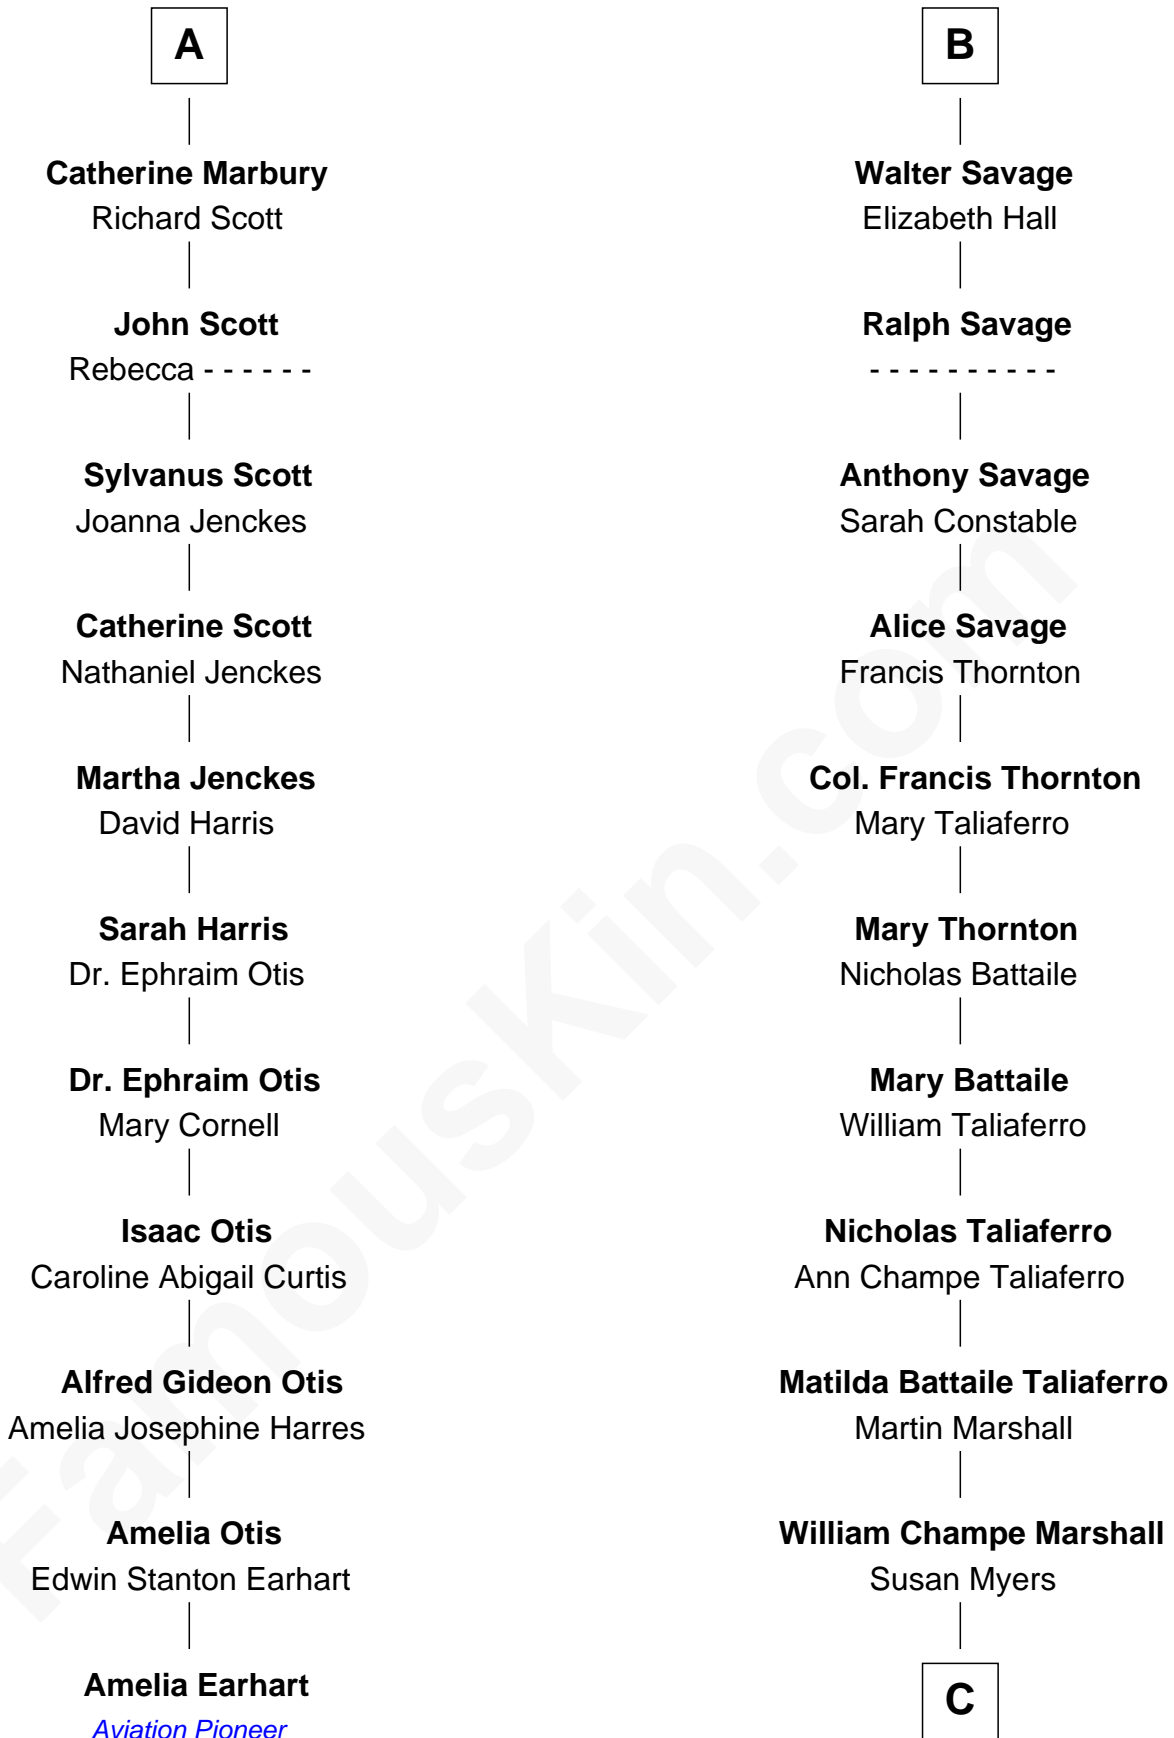 A
Catherine Marbury
Richard Scott
John Scott
Rebecca - - - - - -
Sylvanus Scott
Joanna Jenckes
Catherine Scott
Nathaniel Jenckes
Martha Jenckes
David Harris
Sarah Harris
Dr. Ephraim Otis
Dr. Ephraim Otis
Mary Cornell
Isaac Otis
Caroline Abigail Curtis
Alfred Gideon Otis
Amelia Josephine Harres
Amelia Otis
Edwin Stanton Earhart
Amelia Earhart
Aviation Pioneer
B
Walter Savage
Elizabeth Hall
Ralph Savage
- - - - - - - - - -
Anthony Savage
Sarah Constable
Alice Savage
Francis Thornton
Col. Francis Thornton
Mary Taliaferro
Mary Thornton
Nicholas Battaile
Mary Battaile
William Taliaferro
Nicholas Taliaferro
Ann Champe Taliaferro
Matilda Battaile Taliaferro
Martin Marshall
William Champe Marshall
Susan Myers
C
FamousKin.com